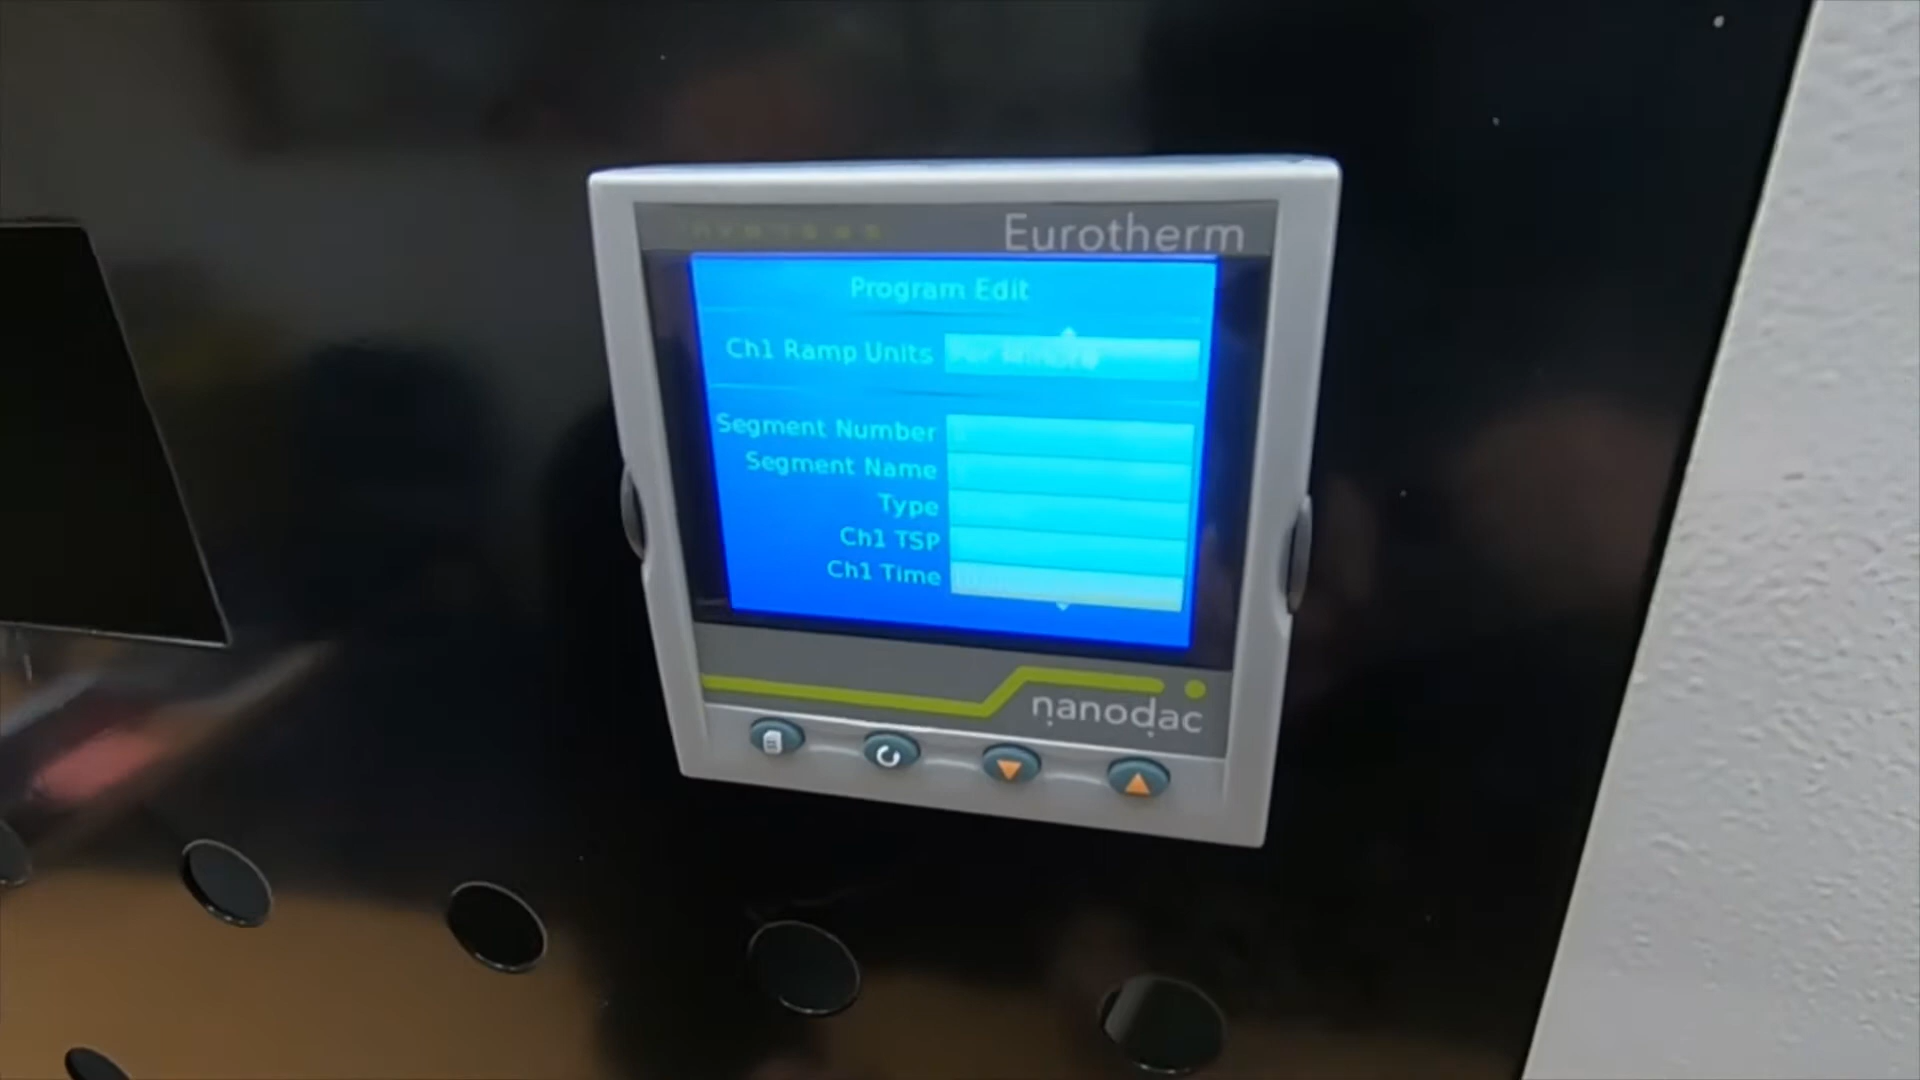 Eurotherm
Program Edit
Ch1 Ramp Units
Segment Number
Segment Name
Type
Ch1 TSP
Ch1 Time
nanodac